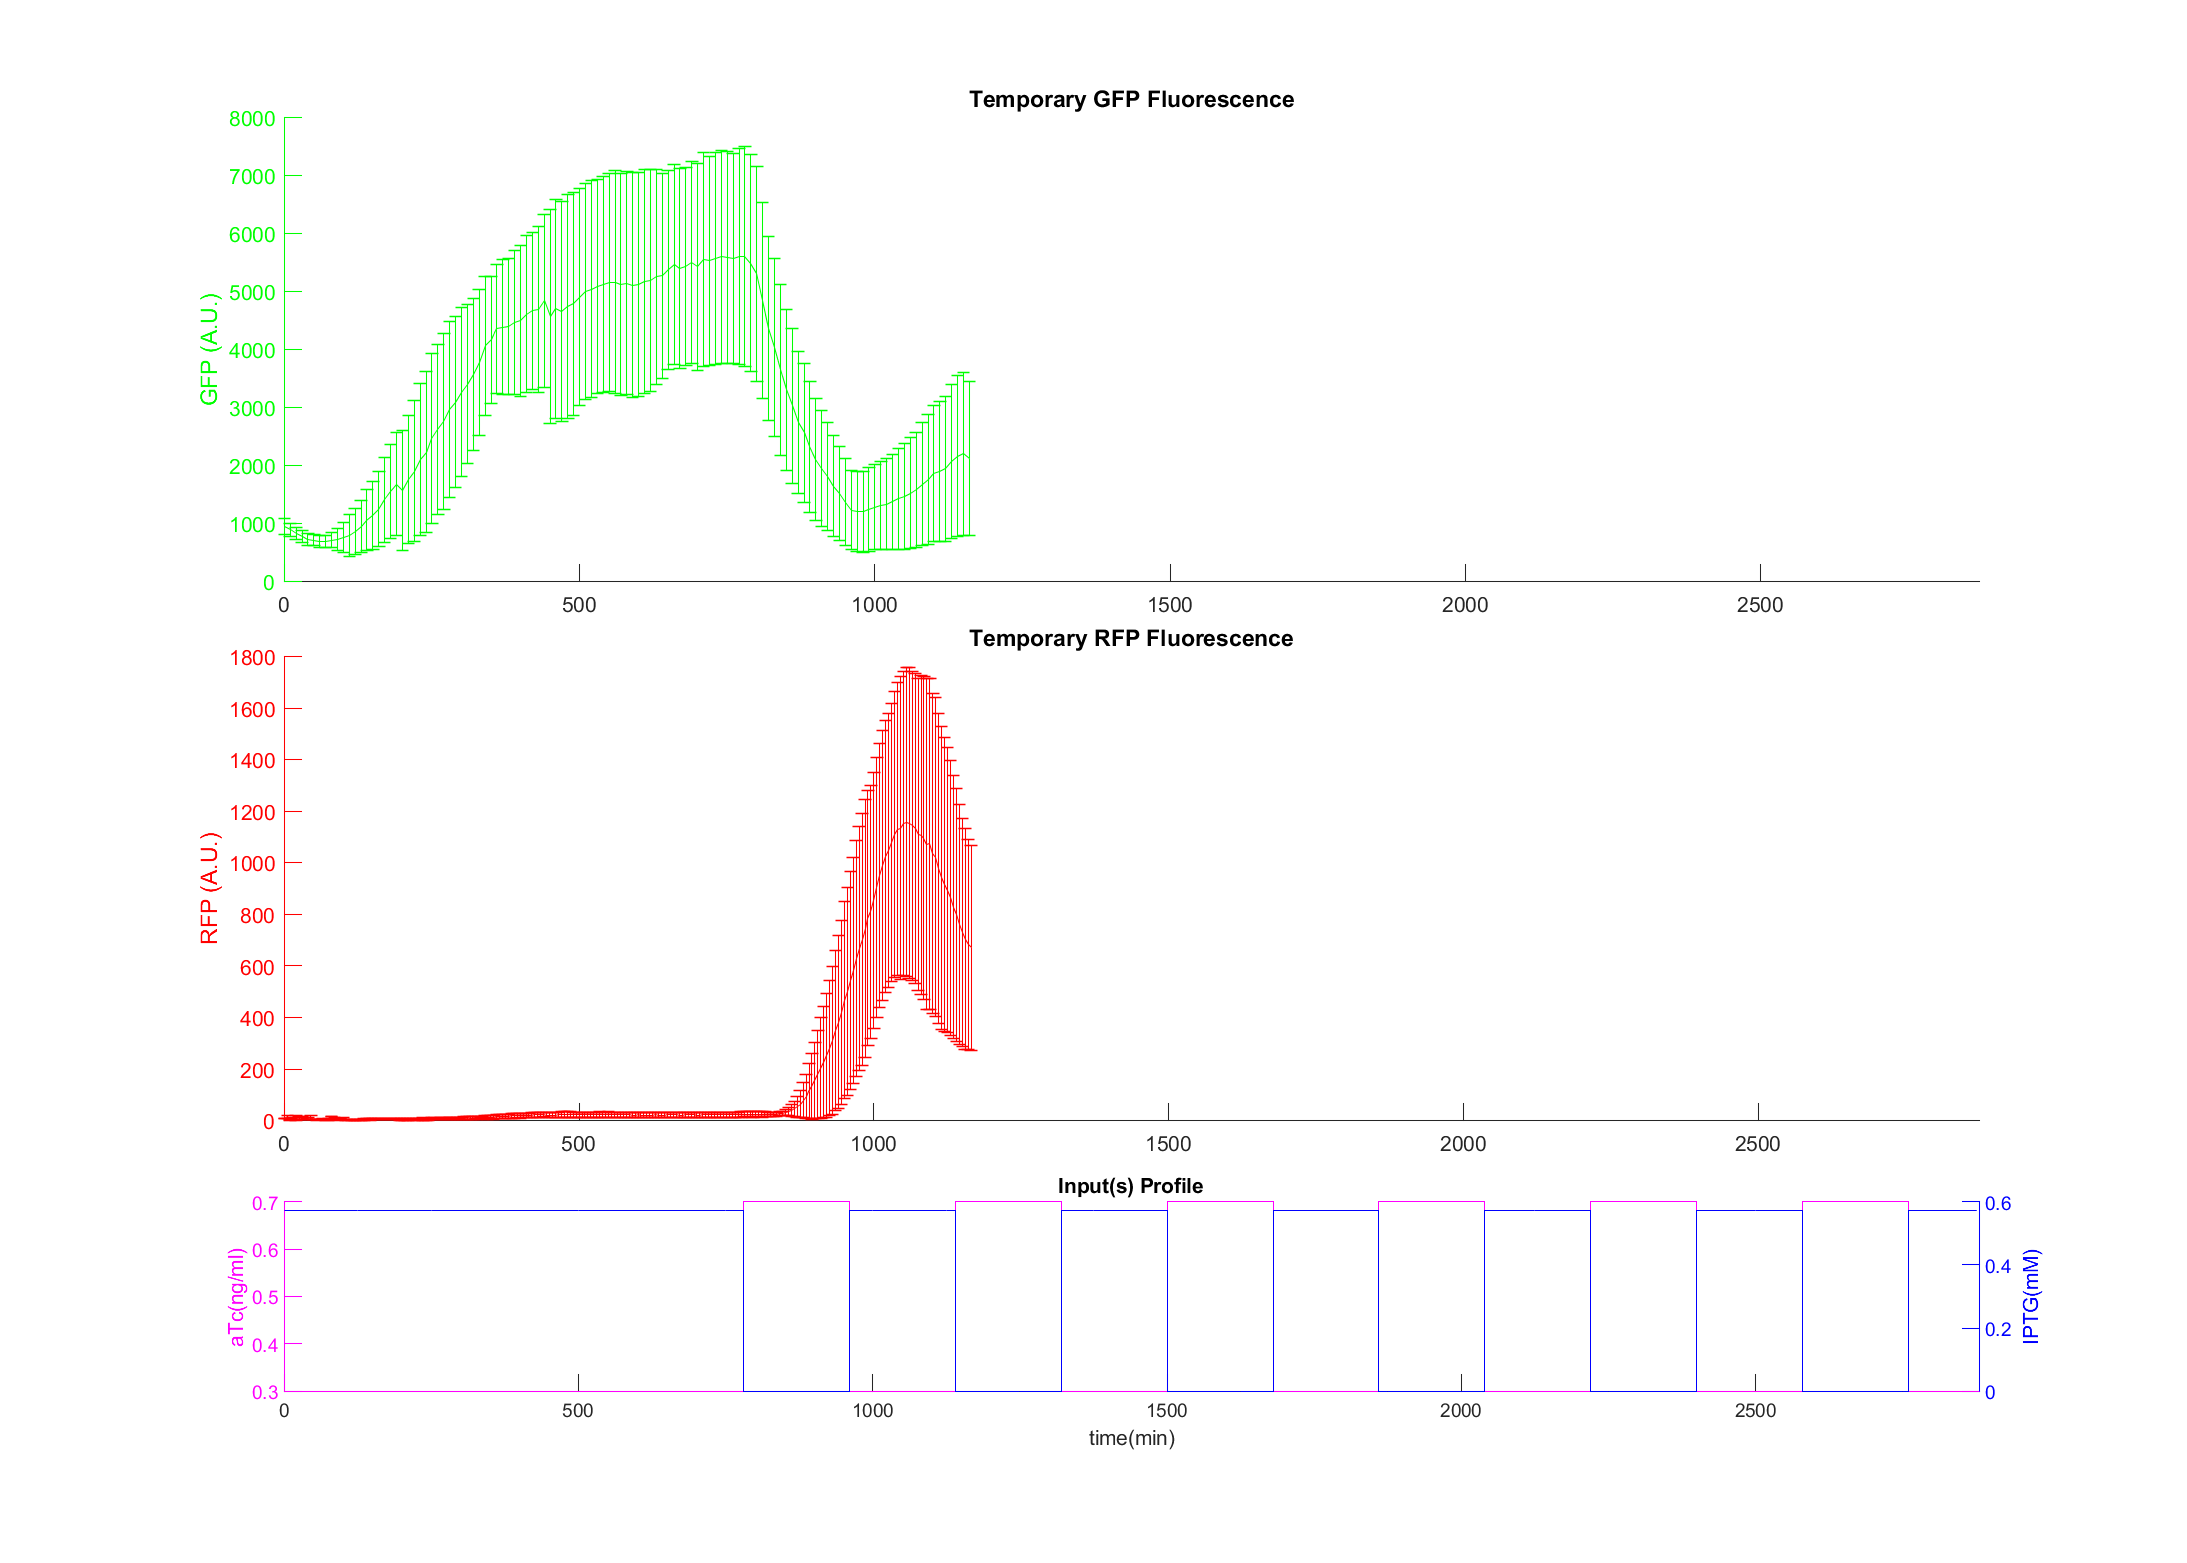 Temporary GFP Fluorescence
8000
7000
6000
5000
4000
3000
2000
1000
0
GFP (A.U.)
0 500 1000 1500 2000 2500
Temporary RFP Fluorescence
1800
1600
1400
1200
1000
800
600
400
200
0
RFP (A.U.)
0 500 1000 1500 2000 2500
Input(s) Profile
0.7
0.6
0.5
0.4
0.3
aTc(ng/ml)
0.6
0.4
0.2
0
IPTG(mM)
0 500 1000 1500 2000 2500
time(min)